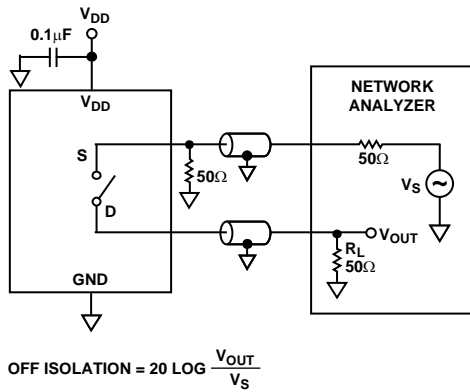 VDD
0.1µF
VDD
NETWORK
ANALYZER
S
50Ω
50Ω
VS
D
VOUT
RL
50Ω
GND
OFF ISOLATION = 20 LOG VOUT
VS